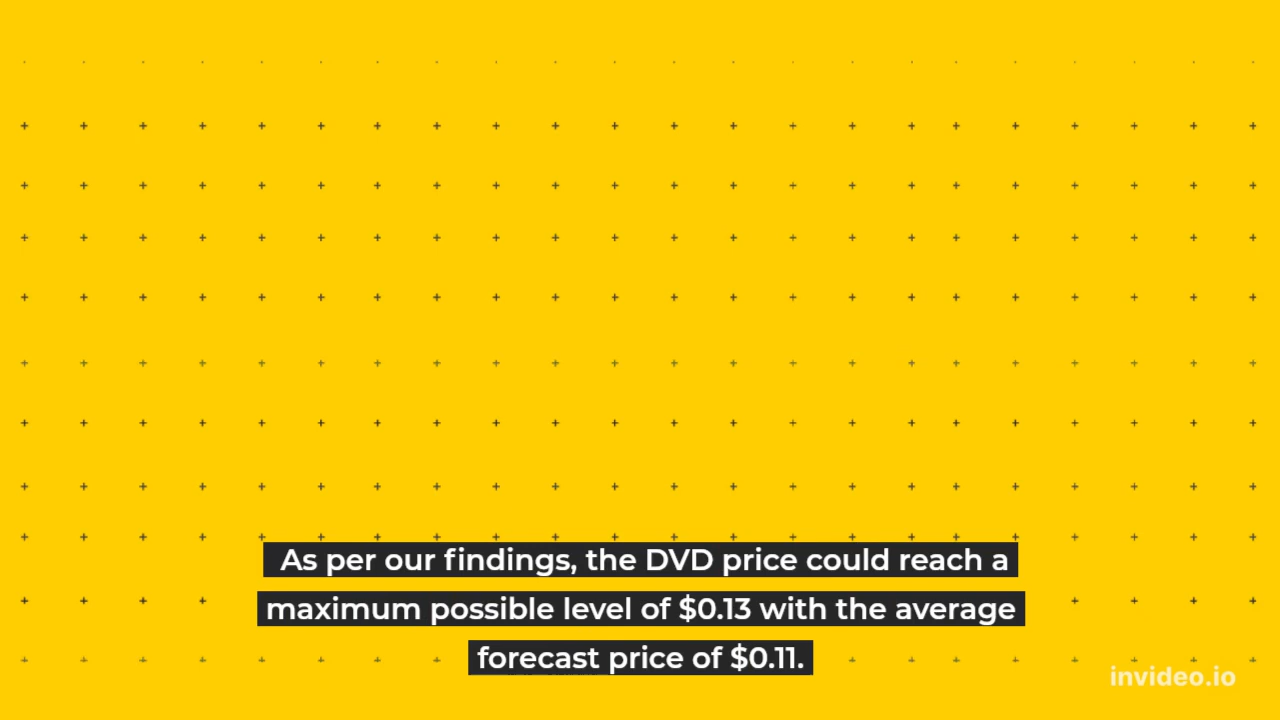 As per our findings, the DVD price could reach a
maximum possible level of $0.13 with the average
forecast price of $0.11.
invideo.io